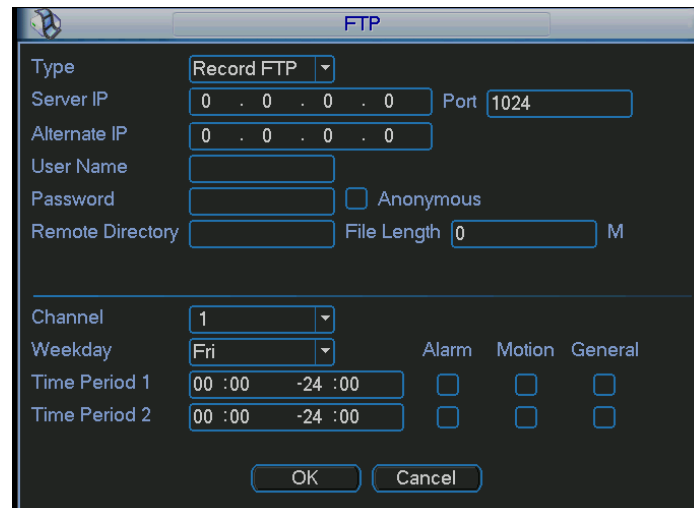 FTP
Type Record FTP
Server IP 0 . 0 . 0 . 0 Port 1024
Alternate IP 0 . 0 . 0 . 0
User Name
Password Anonymous
Remote Directory File Length 0 M
Channel 1
Weekday Fri Alarm Motion General
Time Period 1 00 :00 -24 :00
Time Period 2 00 :00 -24 :00
OK Cancel